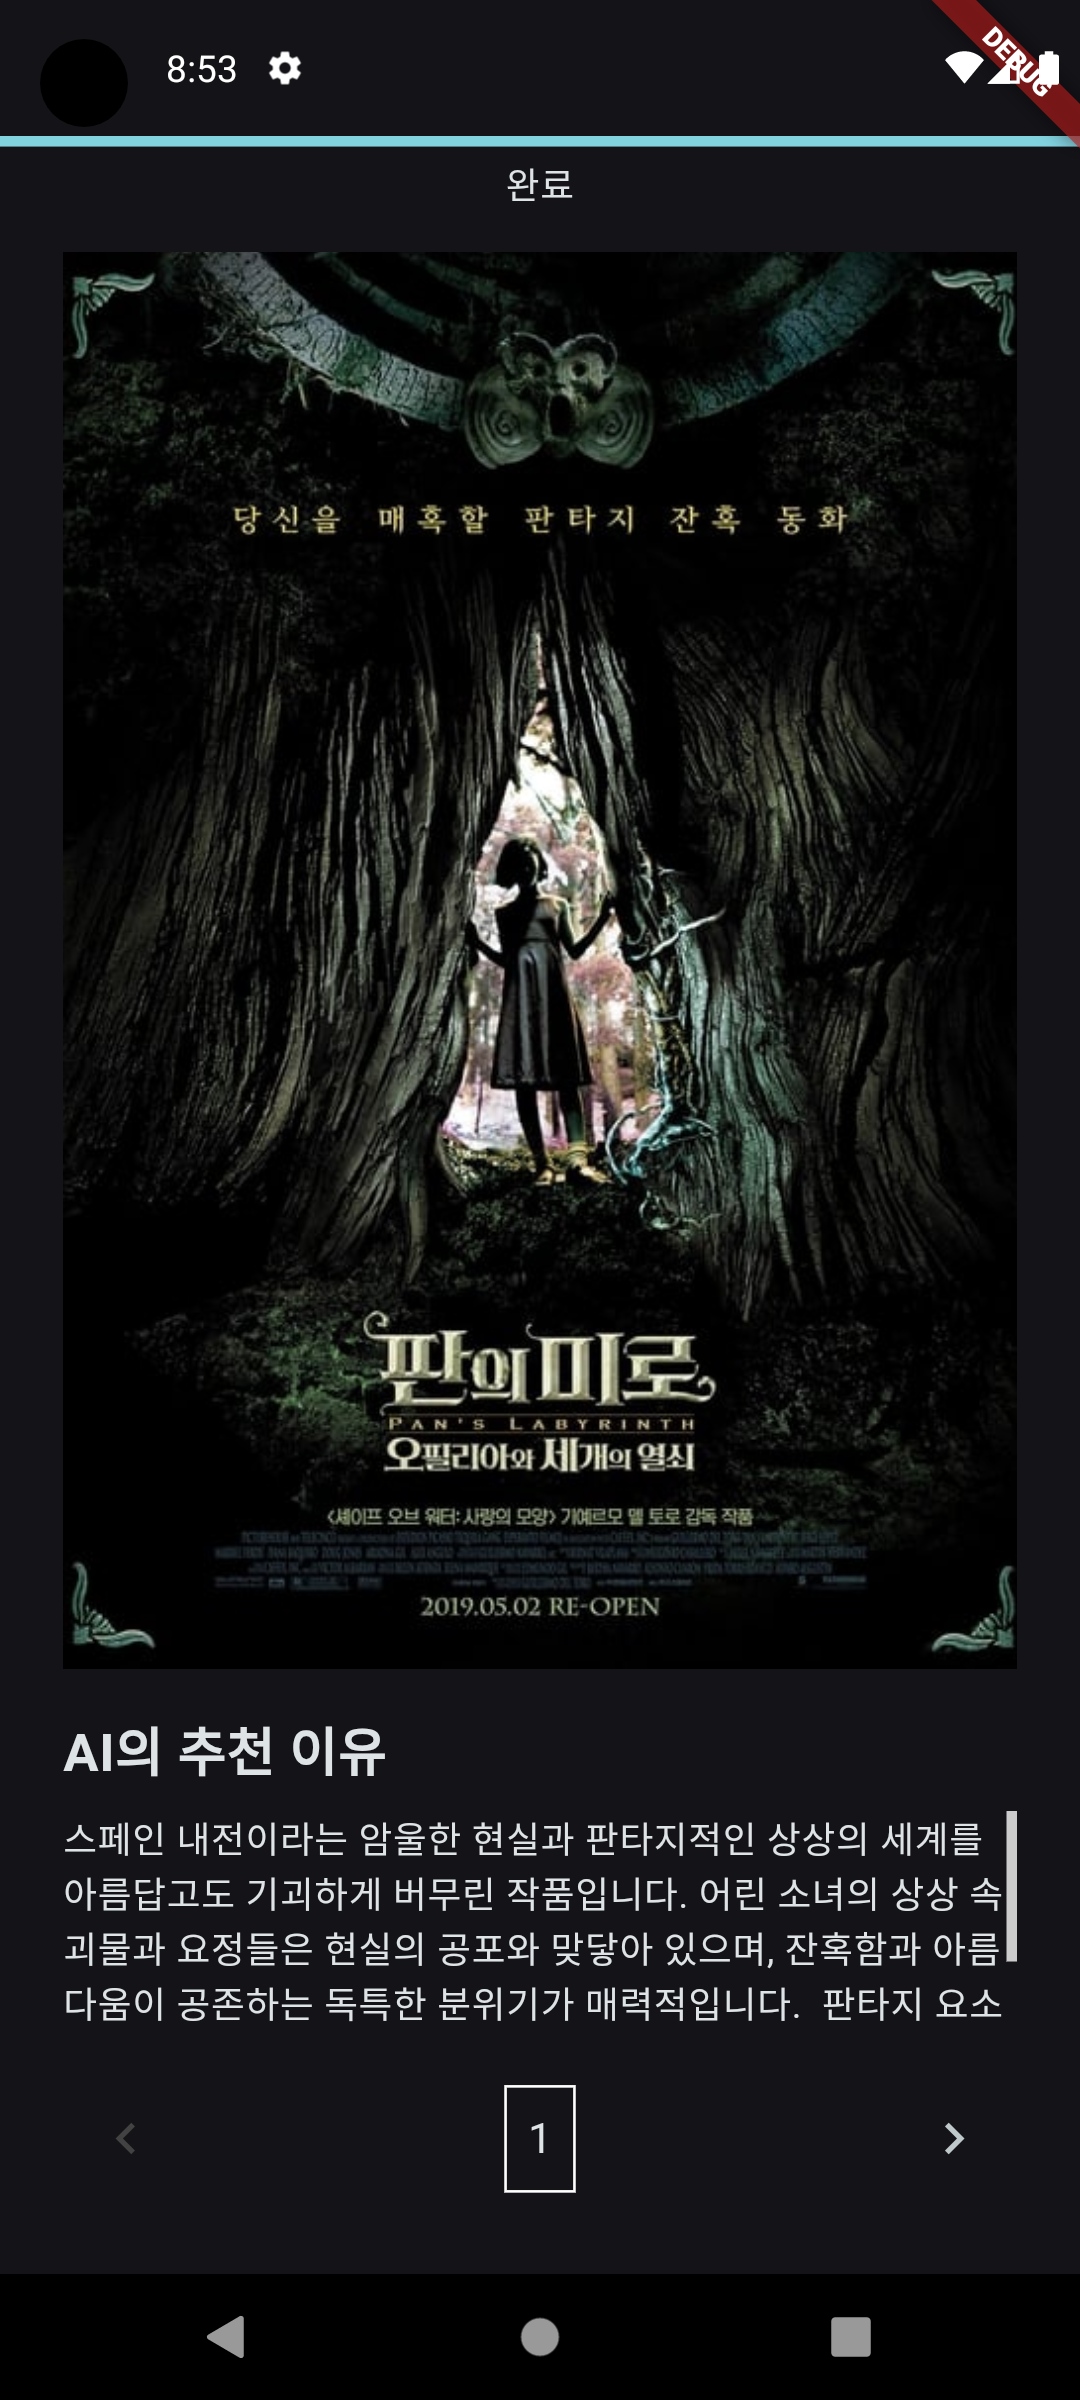 8:53
DEBUG
완료
당신을 매혹할 판타지 잔혹 동화
판의 미로
PAN'S LABYRINTH
오필리아와 세개의 열쇠
<셰이프 오브 워터: 사랑의 모양> 기예르모 델 토로 감독 작품
2019.05.02 RE-OPEN
AI의 추천 이유
스페인 내전이라는 암울한 현실과 판타지적인 상상의 세계를
아름답고도 기괴하게 버무린 작품입니다. 어린 소녀의 상상 속
괴물과 요정들은 현실의 공포와 맞닿아 있으며, 잔혹함과 아름
다움이 공존하는 독특한 분위기가 매력적입니다.  판타지 요소
1